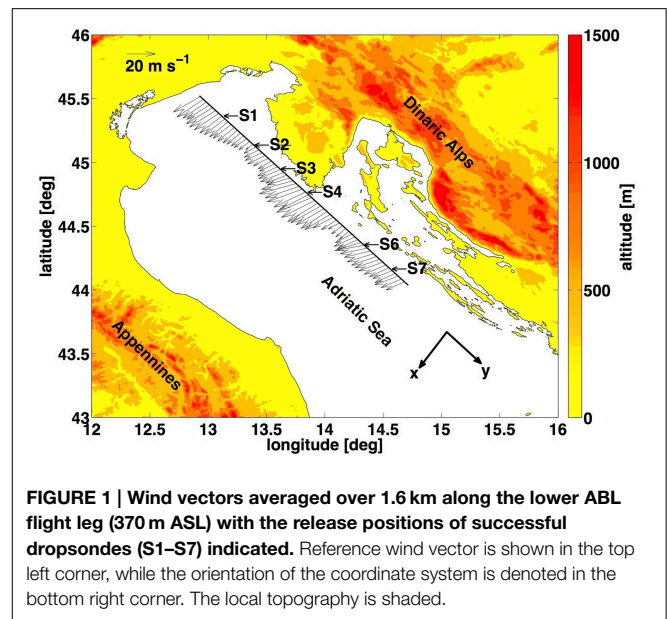 46
45.5
45
44.5
44
43.5
43
latitude [deg]
20 m s⁻¹
S1
S2
S3
S4
S6
S7
Dinaric Alps
Adriatic Sea
Appennines
x
y
12 12.5 13 13.5 14 14.5 15 15.5 16
longitude [deg]
1500
1000
500
0
altitude [m]
FIGURE 1 | Wind vectors averaged over 1.6 km along the lower ABL
flight leg (370 m ASL) with the release positions of successful
dropsondes (S1–S7) indicated. Reference wind vector is shown in the top
left corner, while the orientation of the coordinate system is denoted in the
bottom right corner. The local topography is shaded.